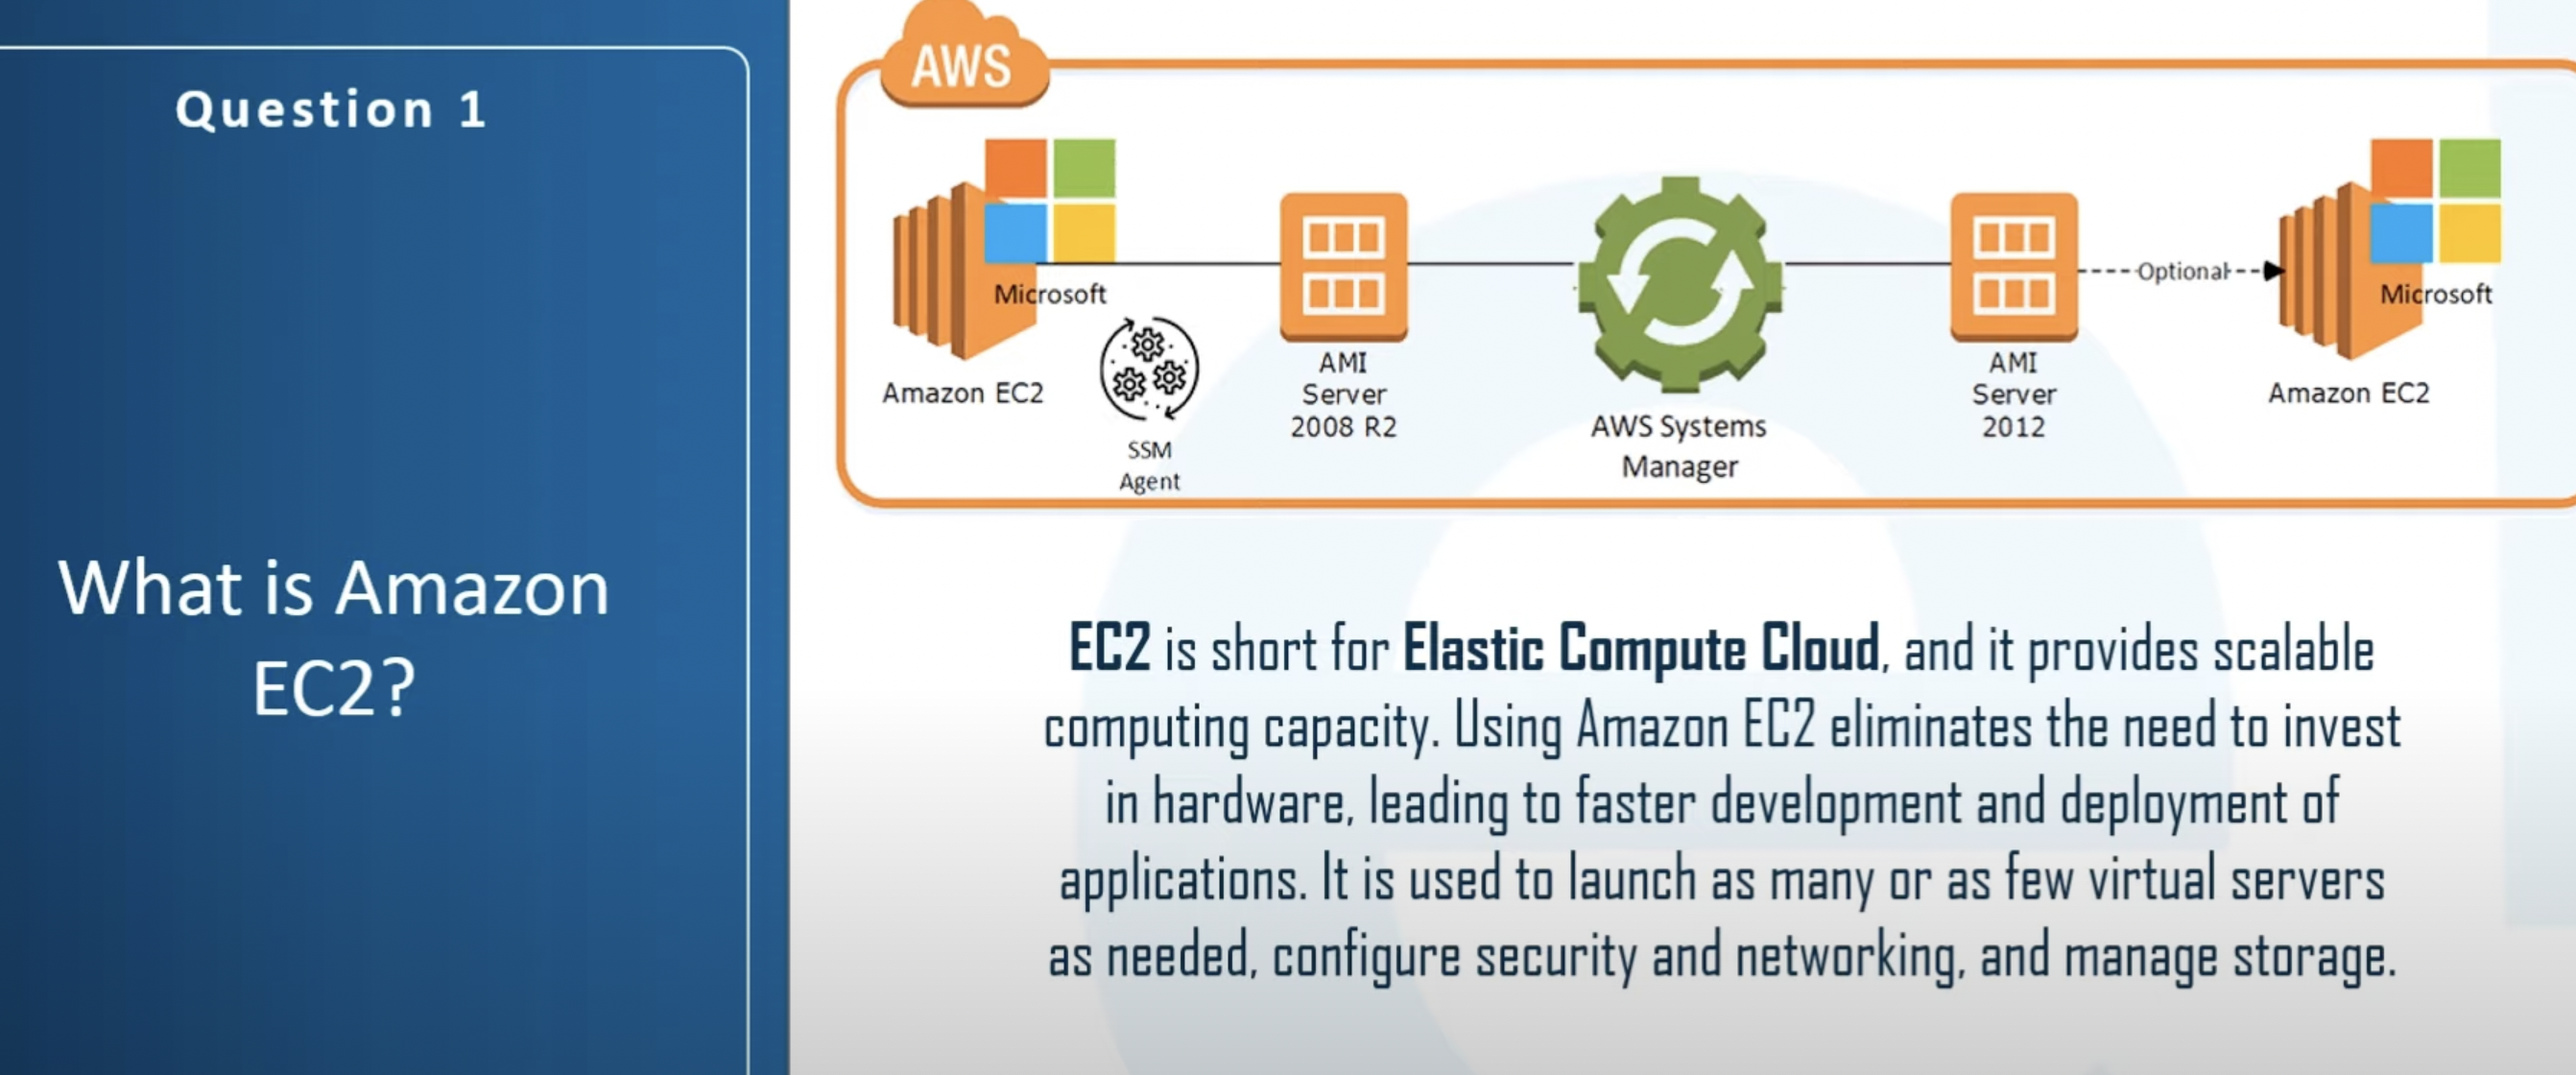 Question 1
What is Amazon
EC2?
AWS
Microsoft
Amazon EC2
SSM
Agent
AMI
Server
2008 R2
AWS Systems
Manager
AMI
Server
2012
Optional
Microsoft
Amazon EC2
EC2 is short for Elastic Compute Cloud, and it provides scalable
computing capacity. Using Amazon EC2 eliminates the need to invest
in hardware, leading to faster development and deployment of
applications. It is used to launch as many or as few virtual servers
as needed, configure security and networking, and manage storage.